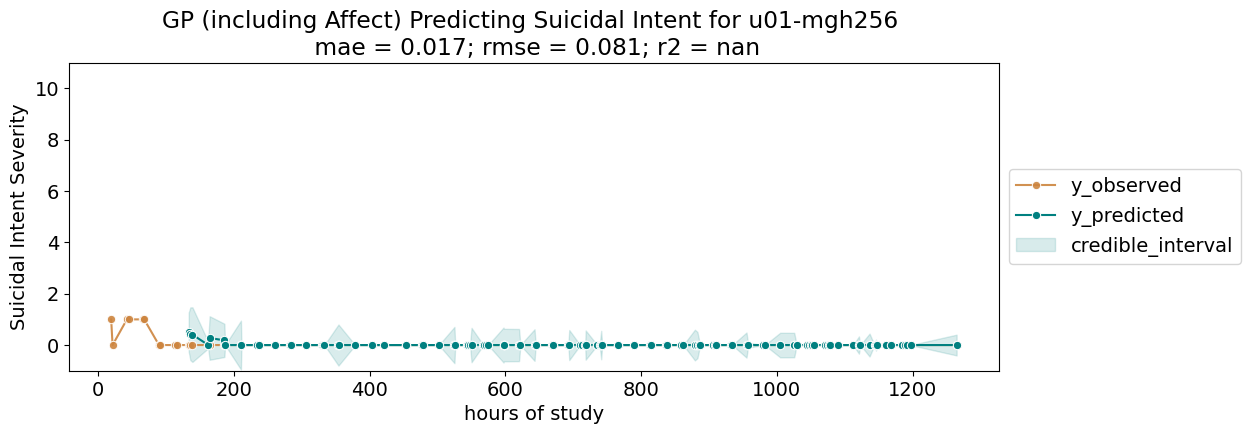 GP (including Affect) Predicting Suicidal Intent for u01-mgh256
mae = 0.017; rmse = 0.081; r2 = nan
Suicidal Intent Severity
10
8
6
4
2
0
0 200 400 600 800 1000 1200
hours of study
y_observed
y_predicted
credible_interval